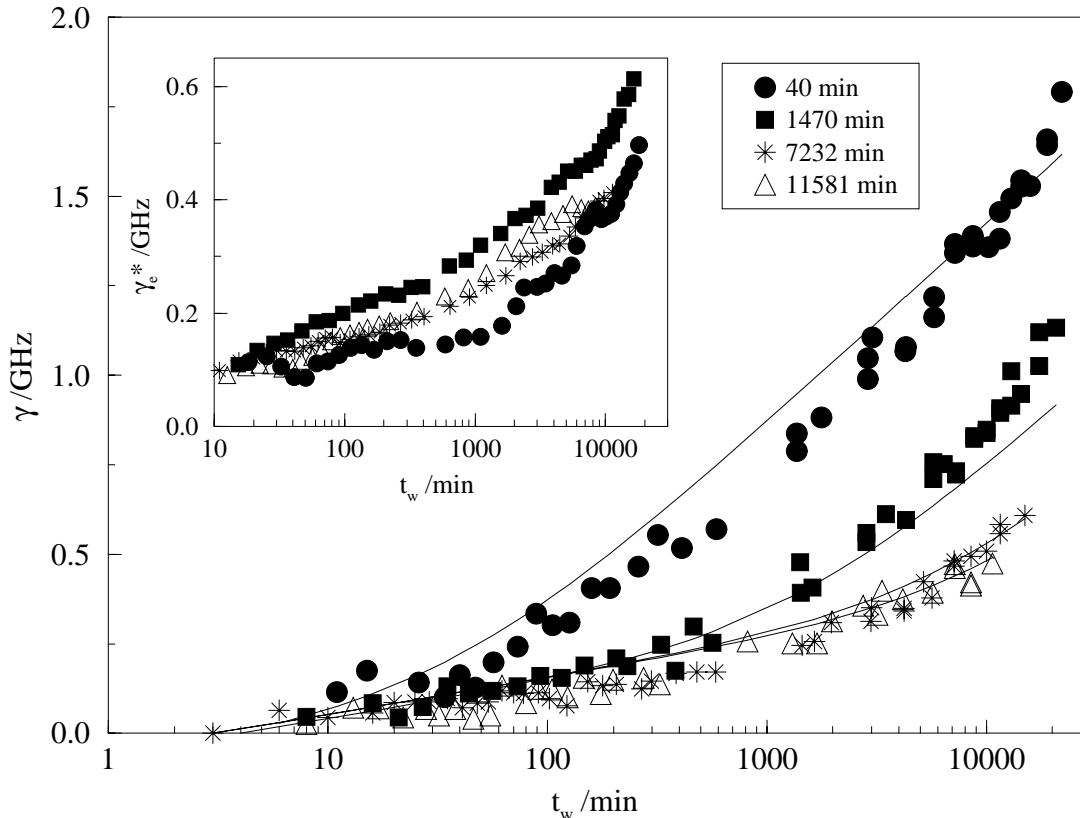 2.0
1.5
1.0
0.5
0.0
γ /GHz
1 10 100 1000 10000
t_w /min
0.6
0.4
0.2
0.0
γ_e* /GHz
10 100 1000 10000
t_w /min
40 min
1470 min
7232 min
11581 min